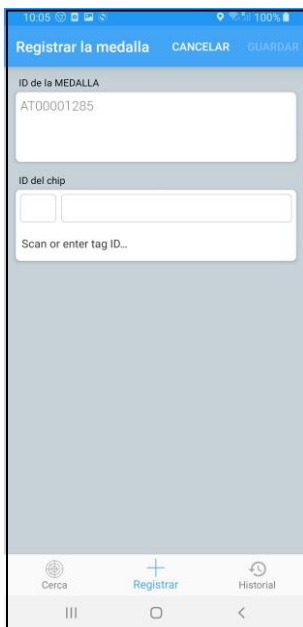 10:05 100%
Registrar la medalla CANCELAR GUARDAR
ID de la MEDALLA
AT00001285
ID del chip
Scan or enter tag ID...
Cerca Registrar Historial